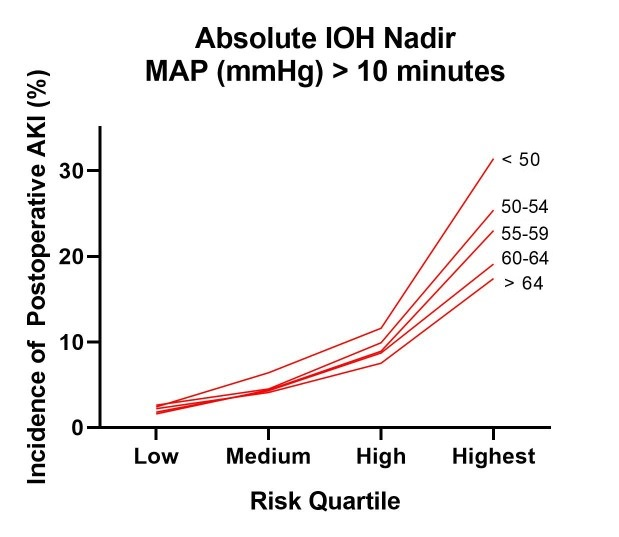 Absolute IOH Nadir
MAP (mmHg) > 10 minutes
Incidence of Postoperative AKI (%)
30
20
10
0
< 50
50-54
55-59
60-64
> 64
Low Medium High Highest
Risk Quartile